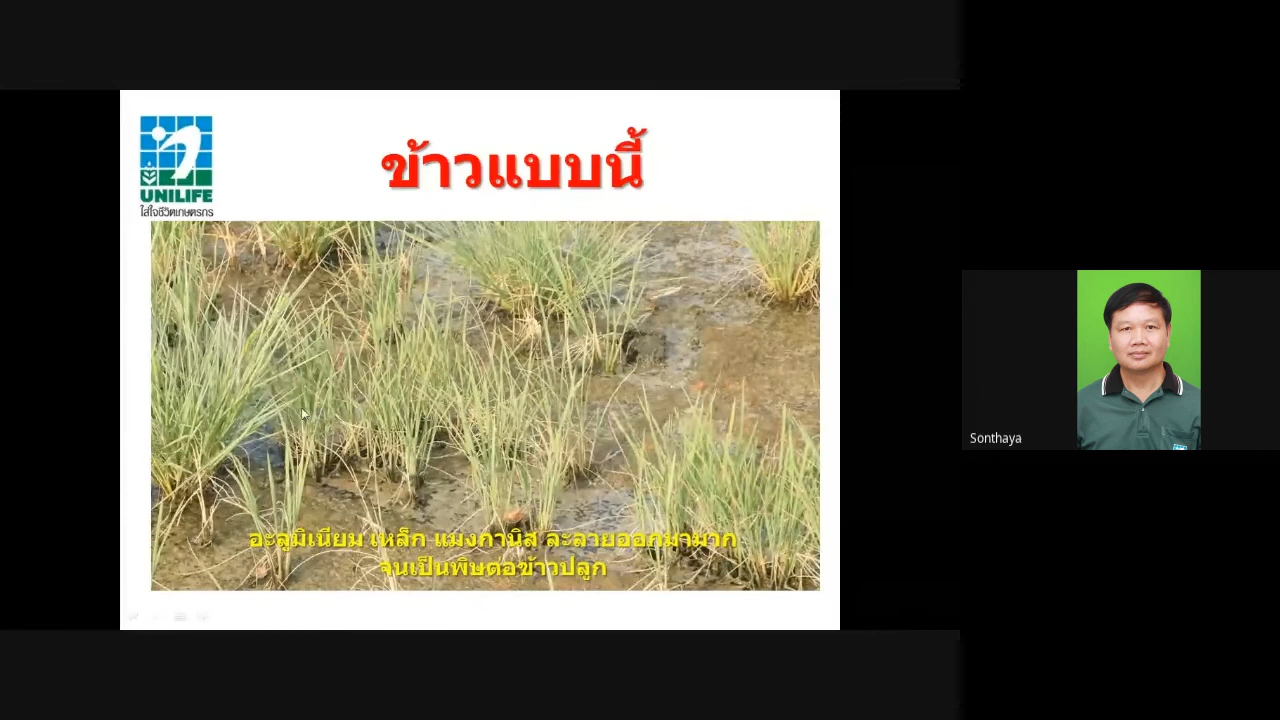 ข้าวแบบนี้
UNILIFE
ใส่ใจชีวิตเกษตรกร
อะลูมิเนียม เหล็ก แมงกานิส ละลายออกมามาก
จนเป็นพิษต่อข้าวปลูก
Sonthaya